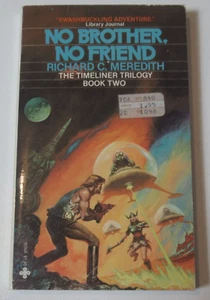 "SWASHBUCKLING ADVENTURE."
Library Journal
NO BROTHER,
NO FRIEND
RICHARD C. MEREDITH
THE TIMELINER TRILOGY
BOOK TWO